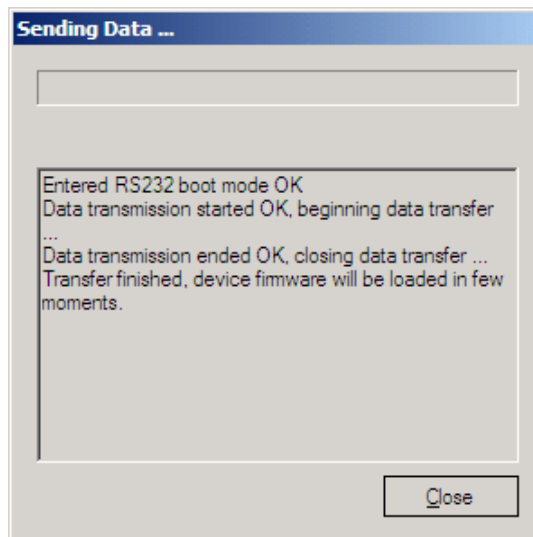 Sending Data ...
Entered RS232 boot mode OK
Data transmission started OK, beginning data transfer
...
Data transmission ended OK, closing data transfer ...
Transfer finished, device firmware will be loaded in few
moments.
Close